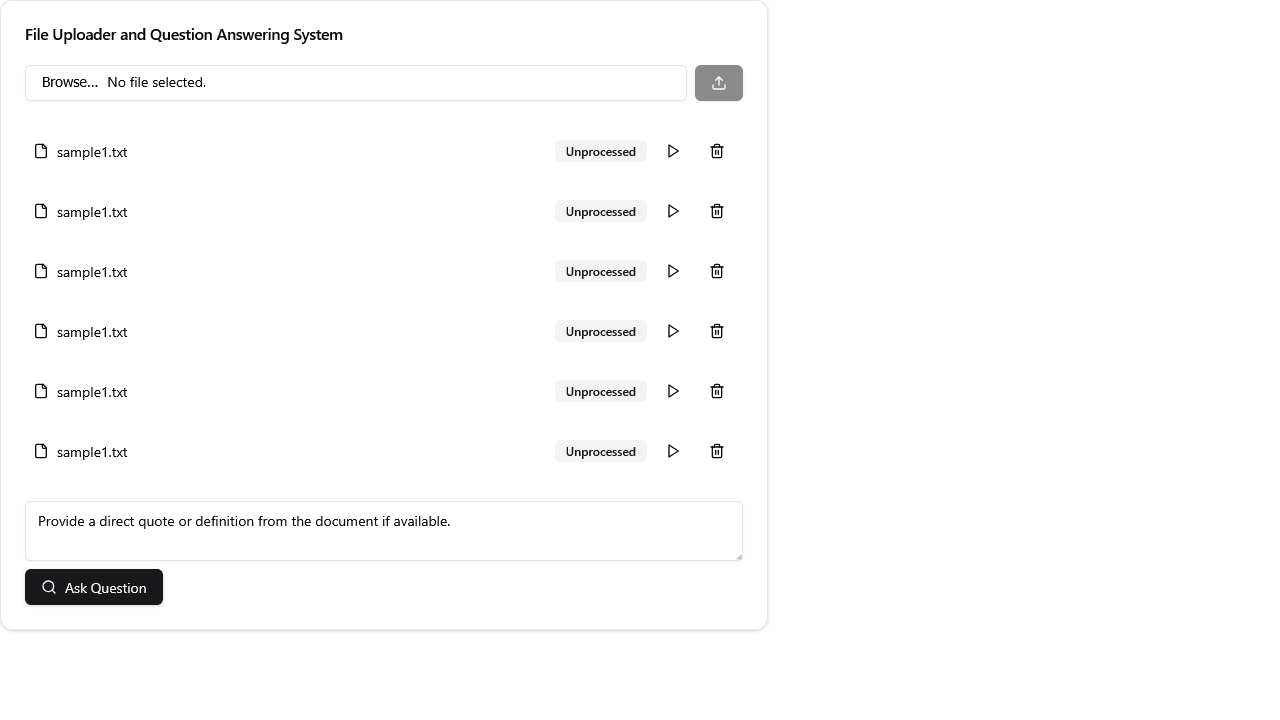 File Uploader and Question Answering System
Browse... No file selected.
sample1.txt Unprocessed
sample1.txt Unprocessed
sample1.txt Unprocessed
sample1.txt Unprocessed
sample1.txt Unprocessed
sample1.txt Unprocessed
Provide a direct quote or definition from the document if available.
Ask Question